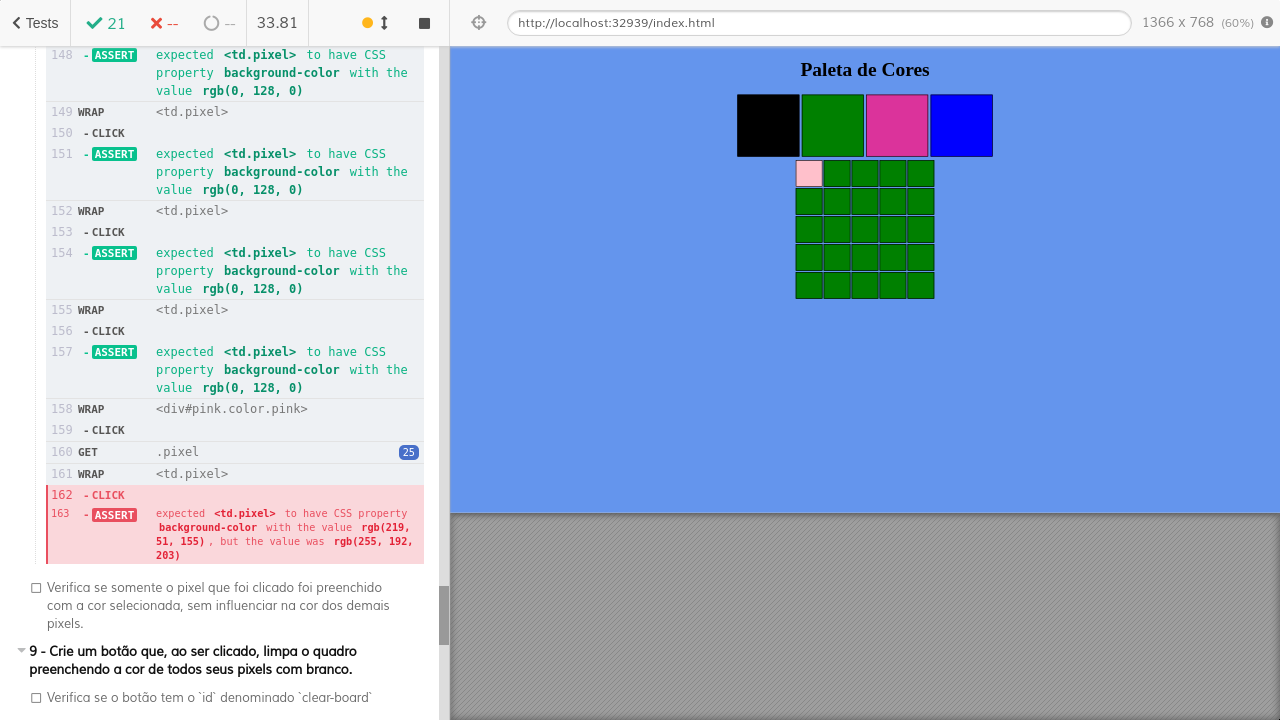 Tests 21 -- -- 33.81
http://localhost:32939/index.html 1366 x 768 (60%)
148 - ASSERT expected <td.pixel> to have CSS
property background-color with the
value rgb(0, 128, 0)
149 WRAP <td.pixel>
150 - CLICK
151 - ASSERT expected <td.pixel> to have CSS
property background-color with the
value rgb(0, 128, 0)
152 WRAP <td.pixel>
153 - CLICK
154 - ASSERT expected <td.pixel> to have CSS
property background-color with the
value rgb(0, 128, 0)
155 WRAP <td.pixel>
156 - CLICK
157 - ASSERT expected <td.pixel> to have CSS
property background-color with the
value rgb(0, 128, 0)
158 WRAP <div#pink.color.pink>
159 - CLICK
160 GET .pixel 25
161 WRAP <td.pixel>
162 - CLICK
163 - ASSERT expected <td.pixel> to have CSS property
background-color with the value rgb(219,
51, 155) , but the value was rgb(255, 192,
203)
Verifica se somente o pixel que foi clicado foi preenchido
com a cor selecionada, sem influenciar na cor dos demais
pixels.
9 - Crie um botão que, ao ser clicado, limpa o quadro
preenchendo a cor de todos seus pixels com branco.
Verifica se o botão tem o `id` denominado `clear-board`
Paleta de Cores